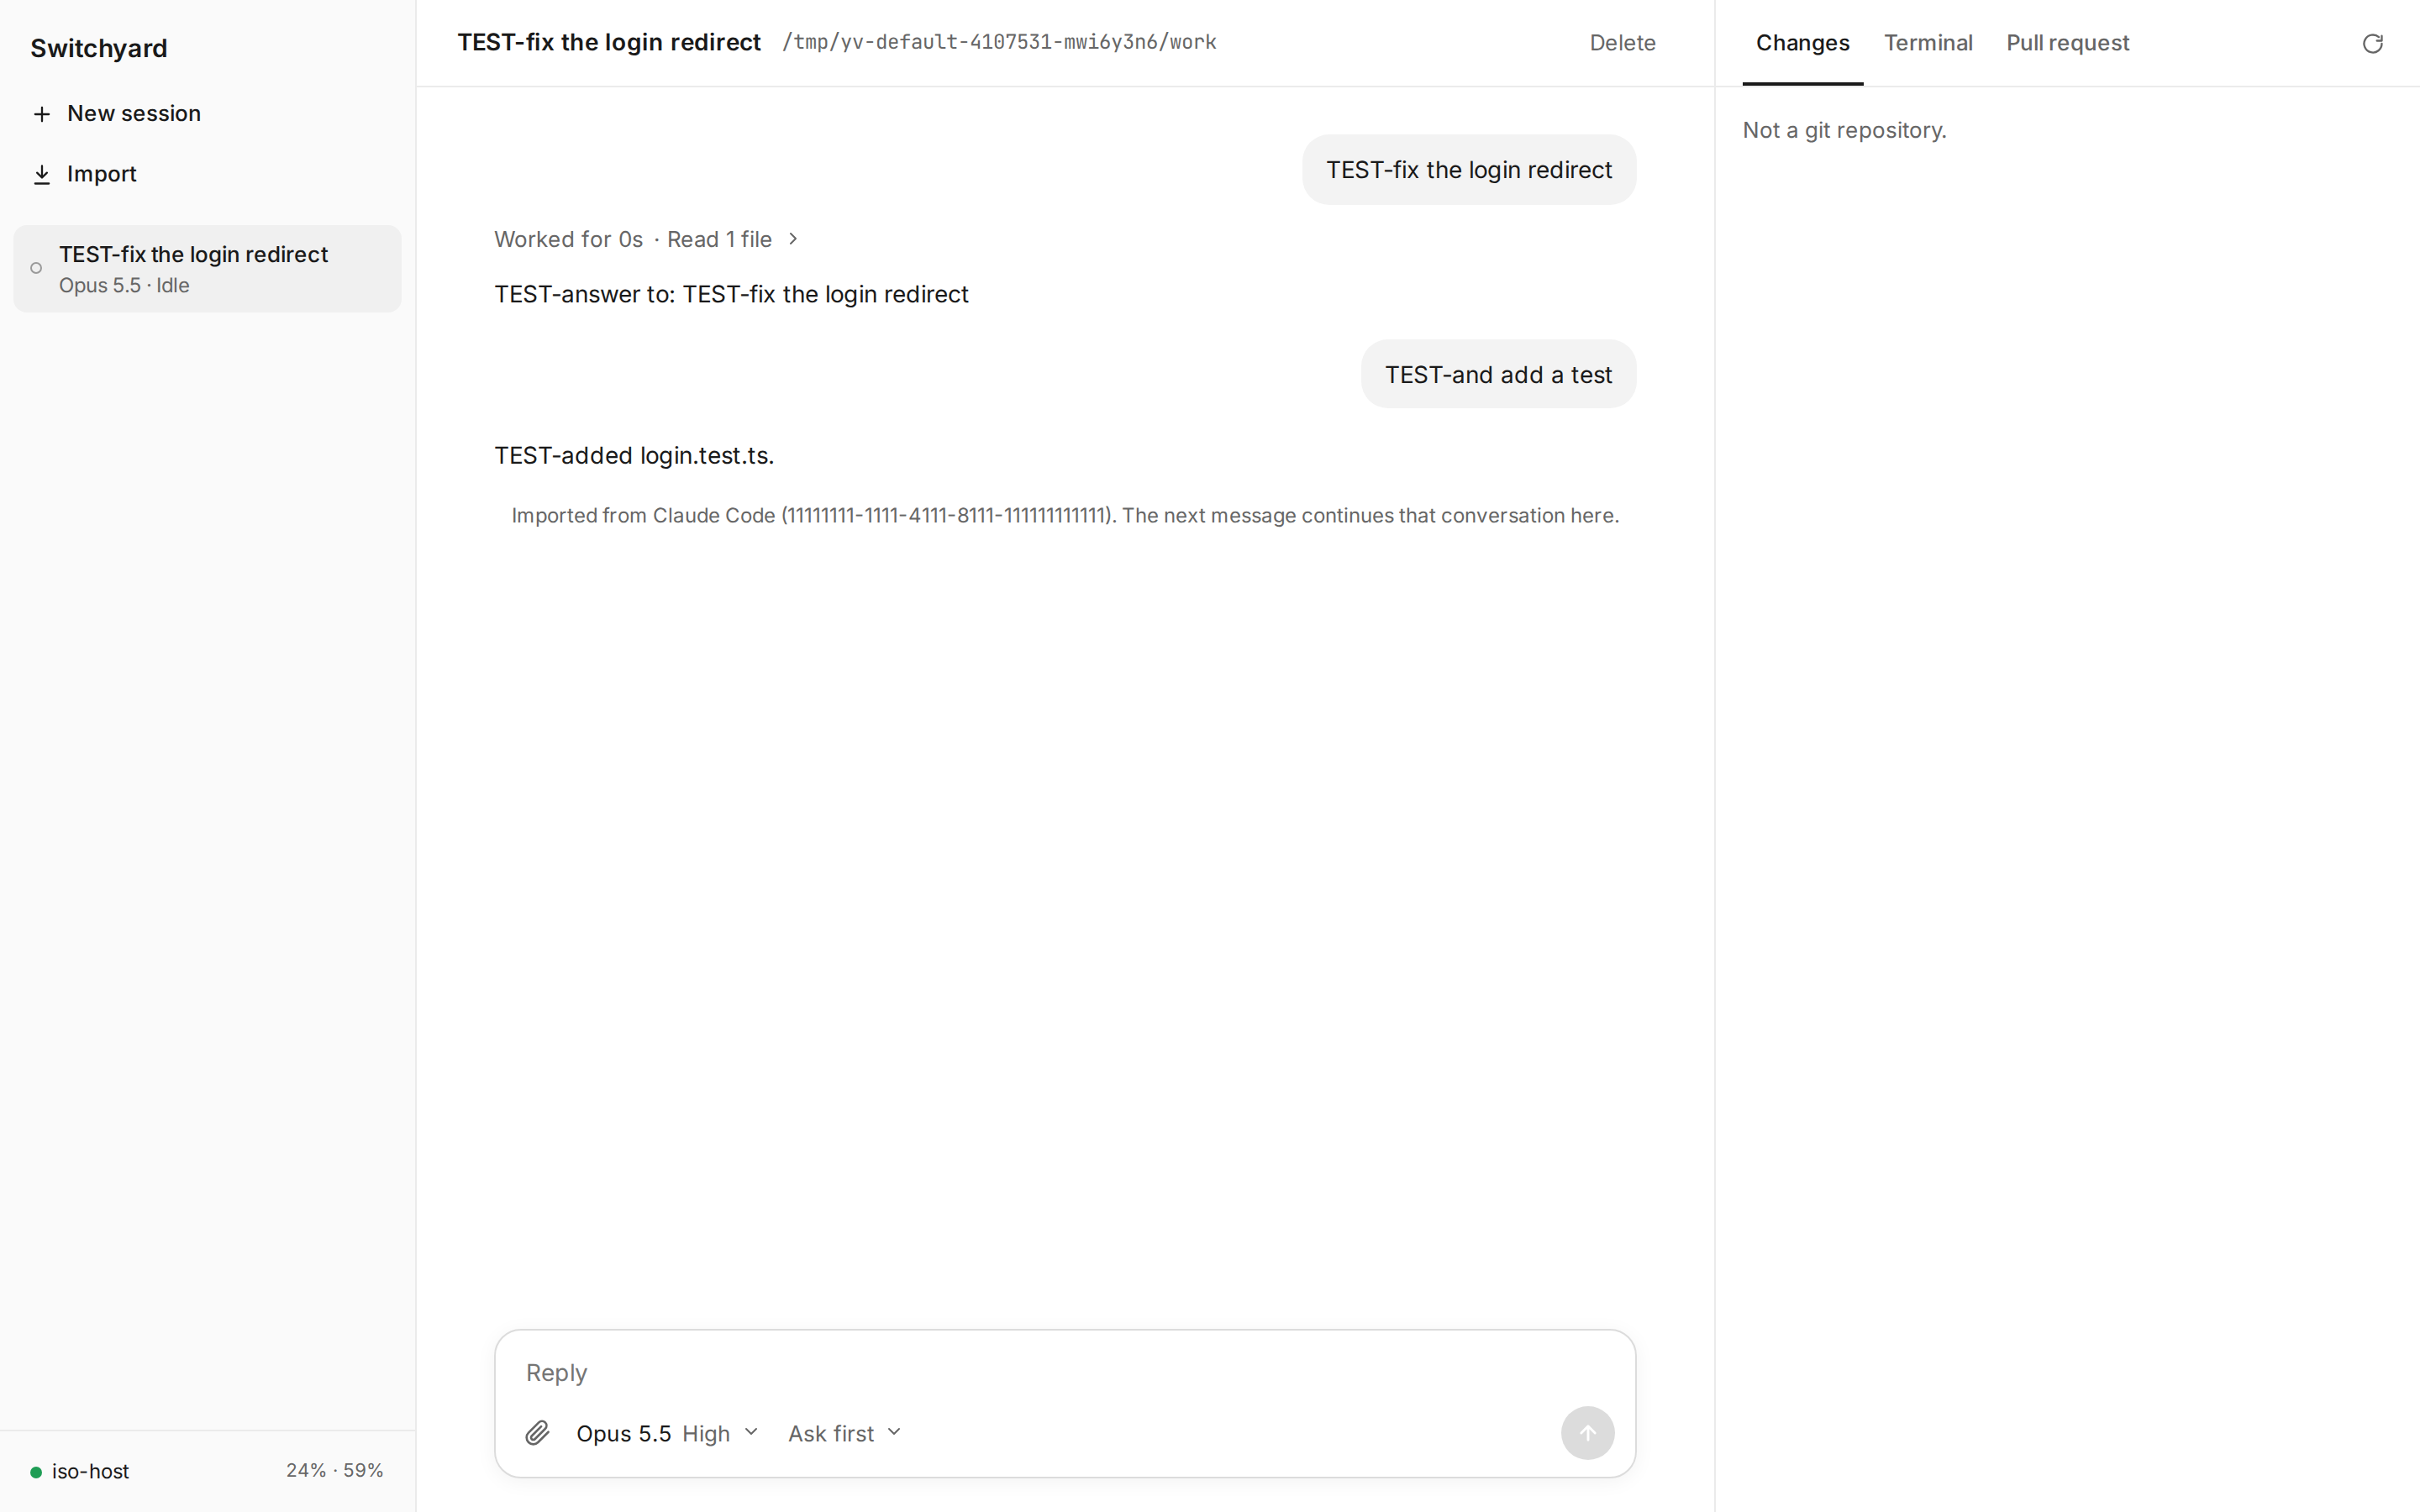 Switchyard
New session
Import
TEST-fix the login redirect
Opus 5.5 · Idle
iso-host
24% · 59%
TEST-fix the login redirect /tmp/yv-default-4107531-mwi6y3n6/work Delete
TEST-fix the login redirect
Worked for 0s · Read 1 file
TEST-answer to: TEST-fix the login redirect
TEST-and add a test
TEST-added login.test.ts.
Imported from Claude Code (11111111-1111-4111-8111-111111111111). The next message continues that conversation here.
Reply
Opus 5.5 High Ask first
Changes Terminal Pull request
Not a git repository.